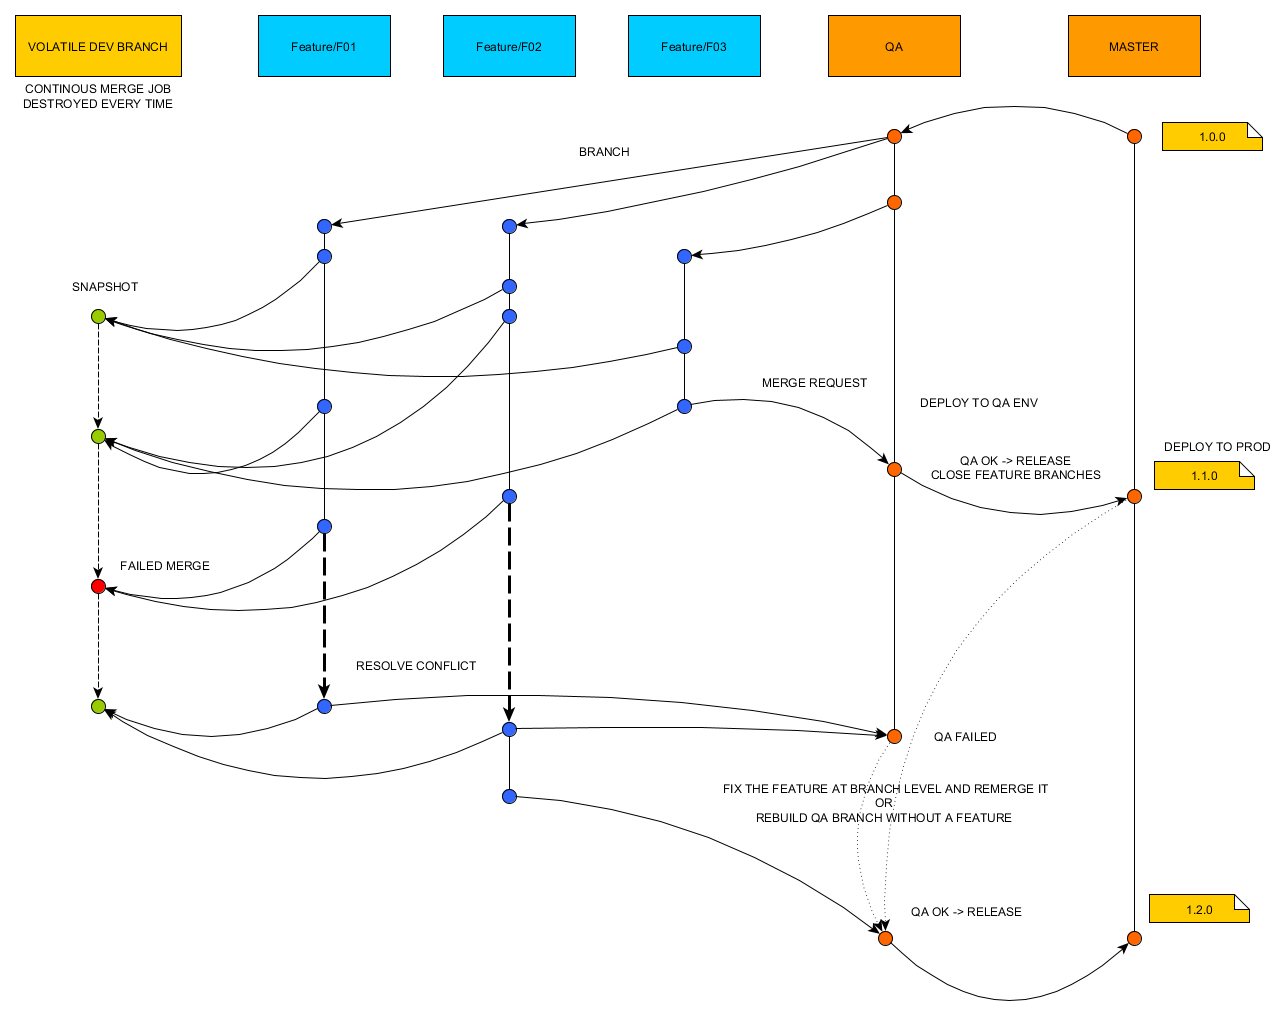 VOLATILE DEV BRANCH
Feature/F01
Feature/F02
Feature/F03
QA
MASTER
CONTINOUS MERGE JOB
DESTROYED EVERY TIME
1.0.0
BRANCH
SNAPSHOT
MERGE REQUEST
DEPLOY TO QA ENV
DEPLOY TO PROD
QA OK -> RELEASE
CLOSE FEATURE BRANCHES
1.1.0
FAILED MERGE
RESOLVE CONFLICT
QA FAILED
FIX THE FEATURE AT BRANCH LEVEL AND REMERGE IT
OR
REBUILD QA BRANCH WITHOUT A FEATURE
QA OK -> RELEASE
1.2.0